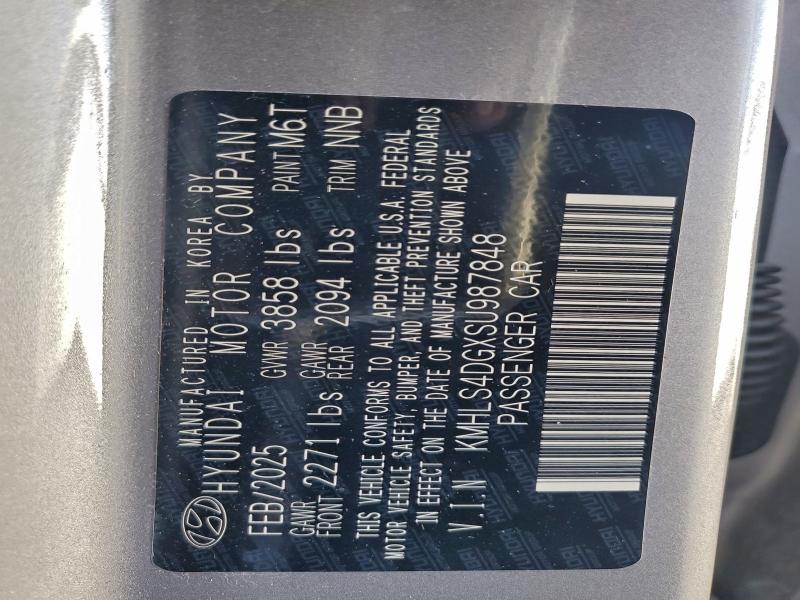 MANUFACTURED IN KOREA BY
HYUNDAI MOTOR COMPANY
FEB/2025 GVWR 3858 lbs PAINT M6T
GAWR FRONT 2271 lbs GAWR REAR 2094 lbs TRIM NNB
THIS VEHICLE CONFORMS TO ALL APPLICABLE U.S.A. FEDERAL
MOTOR VEHICLE SAFETY, BUMPER, AND THEFT PREVENTION STANDARDS
IN EFFECT ON THE DATE OF MANUFACTURE SHOWN ABOVE
V.I.N KMHLS4DGXSU987848
PASSENGER CAR